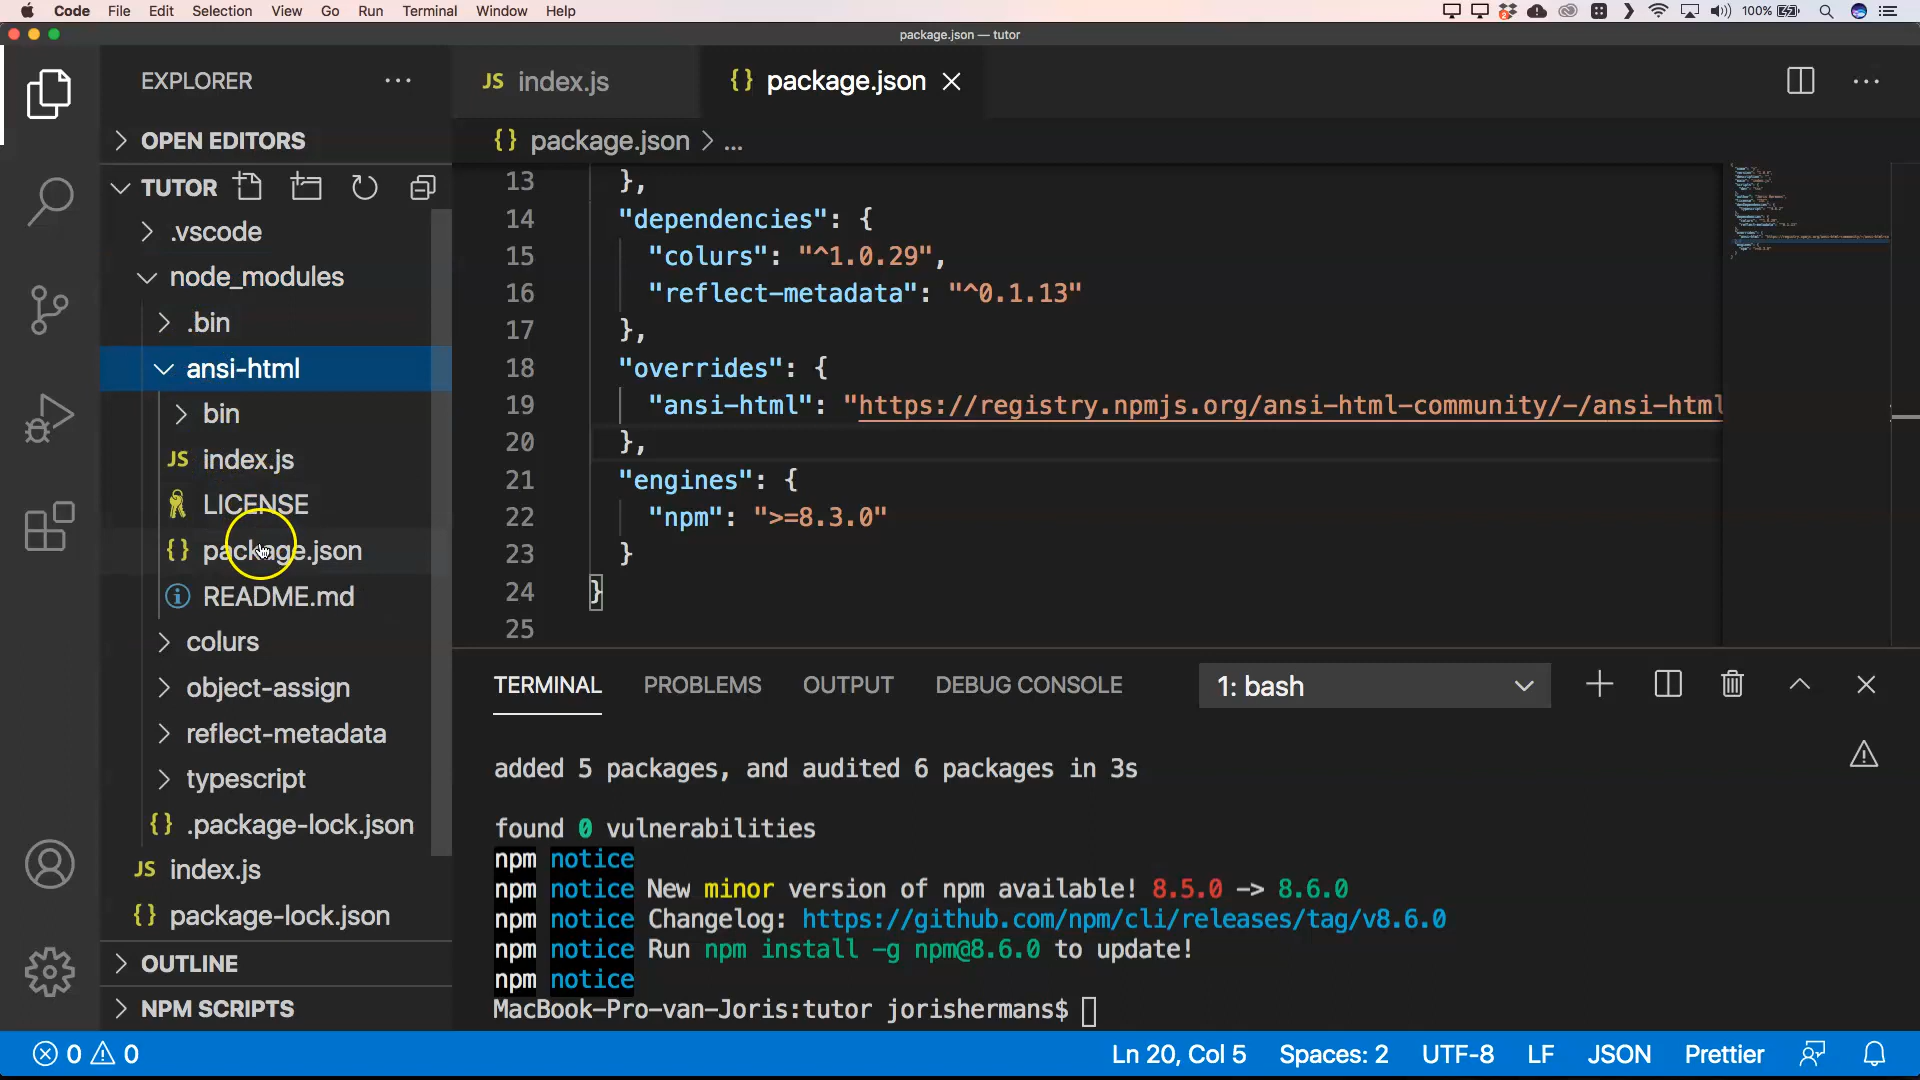 Code File Edit Selection View Go Run Terminal Window Help 100%
package.json — tutor
EXPLORER ···
OPEN EDITORS
TUTOR
.vscode
node_modules
.bin
ansi-html
bin
JS index.js
LICENSE
{} package.json
README.md
colurs
object-assign
reflect-metadata
typescript
{} .package-lock.json
JS index.js
{} package-lock.json
OUTLINE
NPM SCRIPTS
JS index.js {} package.json
{} package.json > ...
13 },
14 "dependencies": {
15 "colurs": "^1.0.29",
16 "reflect-metadata": "^0.1.13"
17 },
18 "overrides": {
19 "ansi-html": "https://registry.npmjs.org/ansi-html-community/-/ansi-html
20 },
21 "engines": {
22 "npm": ">=8.3.0"
23 }
24 }
25
TERMINAL PROBLEMS OUTPUT DEBUG CONSOLE 1: bash
added 5 packages, and audited 6 packages in 3s
found 0 vulnerabilities
npm notice
npm notice New minor version of npm available! 8.5.0 -> 8.6.0
npm notice Changelog: https://github.com/npm/cli/releases/tag/v8.6.0
npm notice Run npm install -g npm@8.6.0 to update!
npm notice
MacBook-Pro-van-Joris:tutor jorishermans$
0 0 Ln 20, Col 5 Spaces: 2 UTF-8 LF JSON Prettier